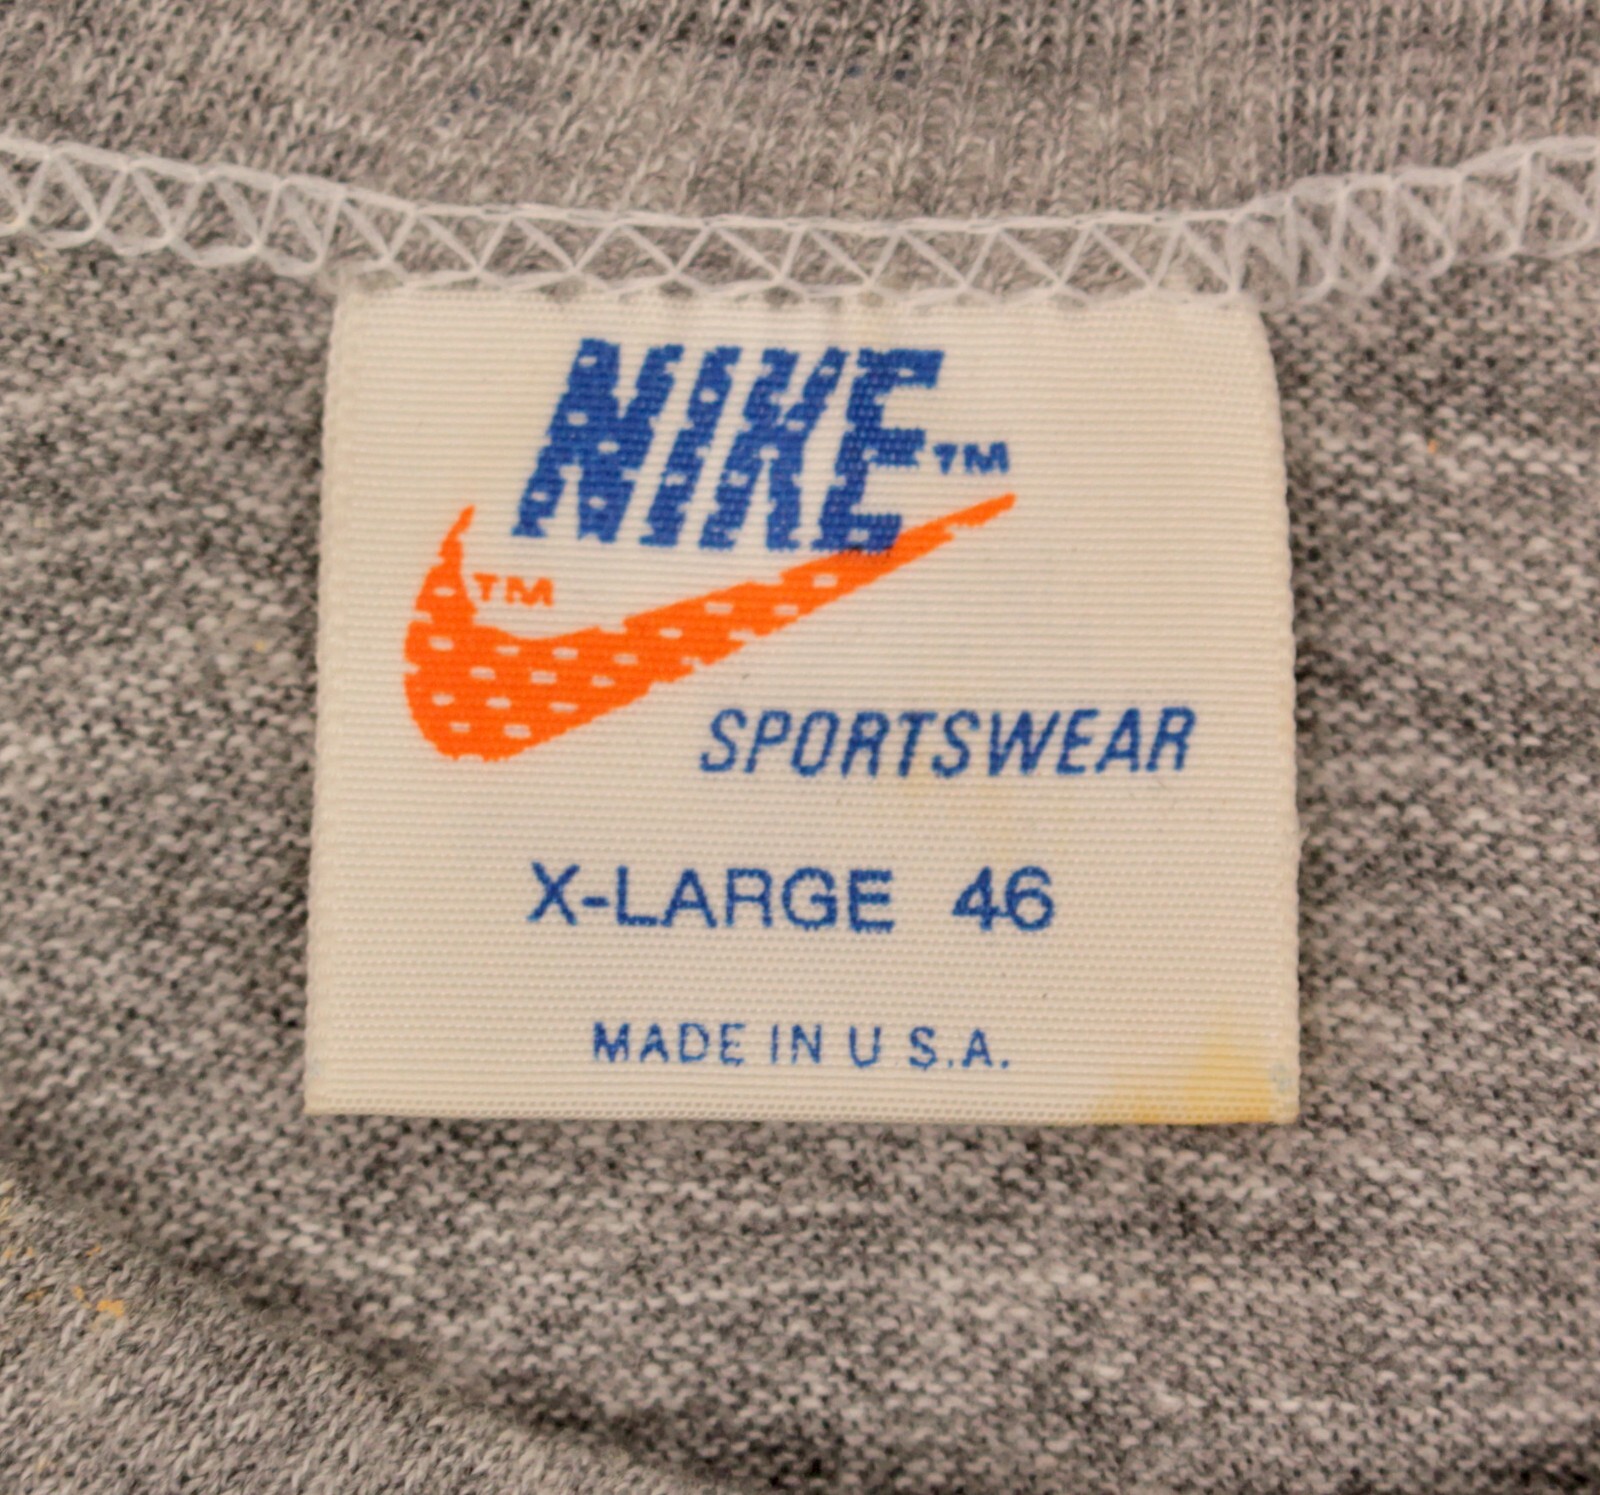 NIKE™
™
SPORTSWEAR
X-LARGE 46
MADE IN U S.A.